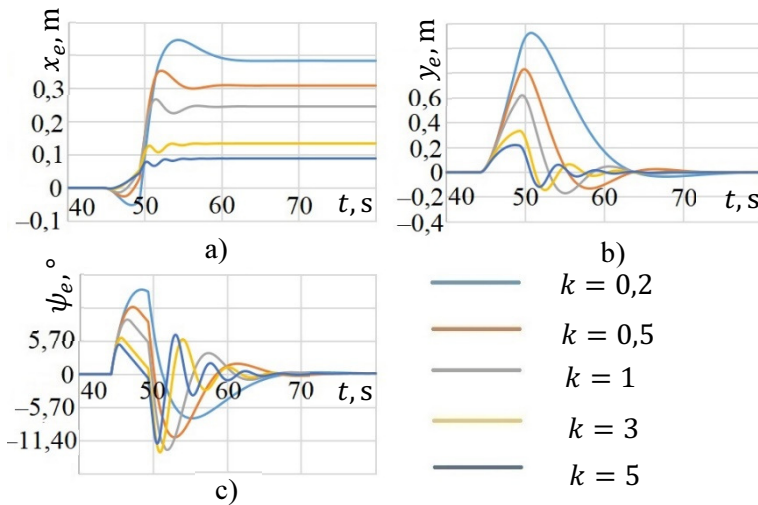 x_e, m
0,3
0,2
0,1
0
−0,1
40 50 60 70 t, s
a)
y_e, m
0,6
0,4
0,2
0
−0,2
−0,4
40 50 60 70 t, s
b)
ψ_e, °
5,70
0
−5,70
−11,40
40 50 60 70 t, s
c)
k = 0,2
k = 0,5
k = 1
k = 3
k = 5